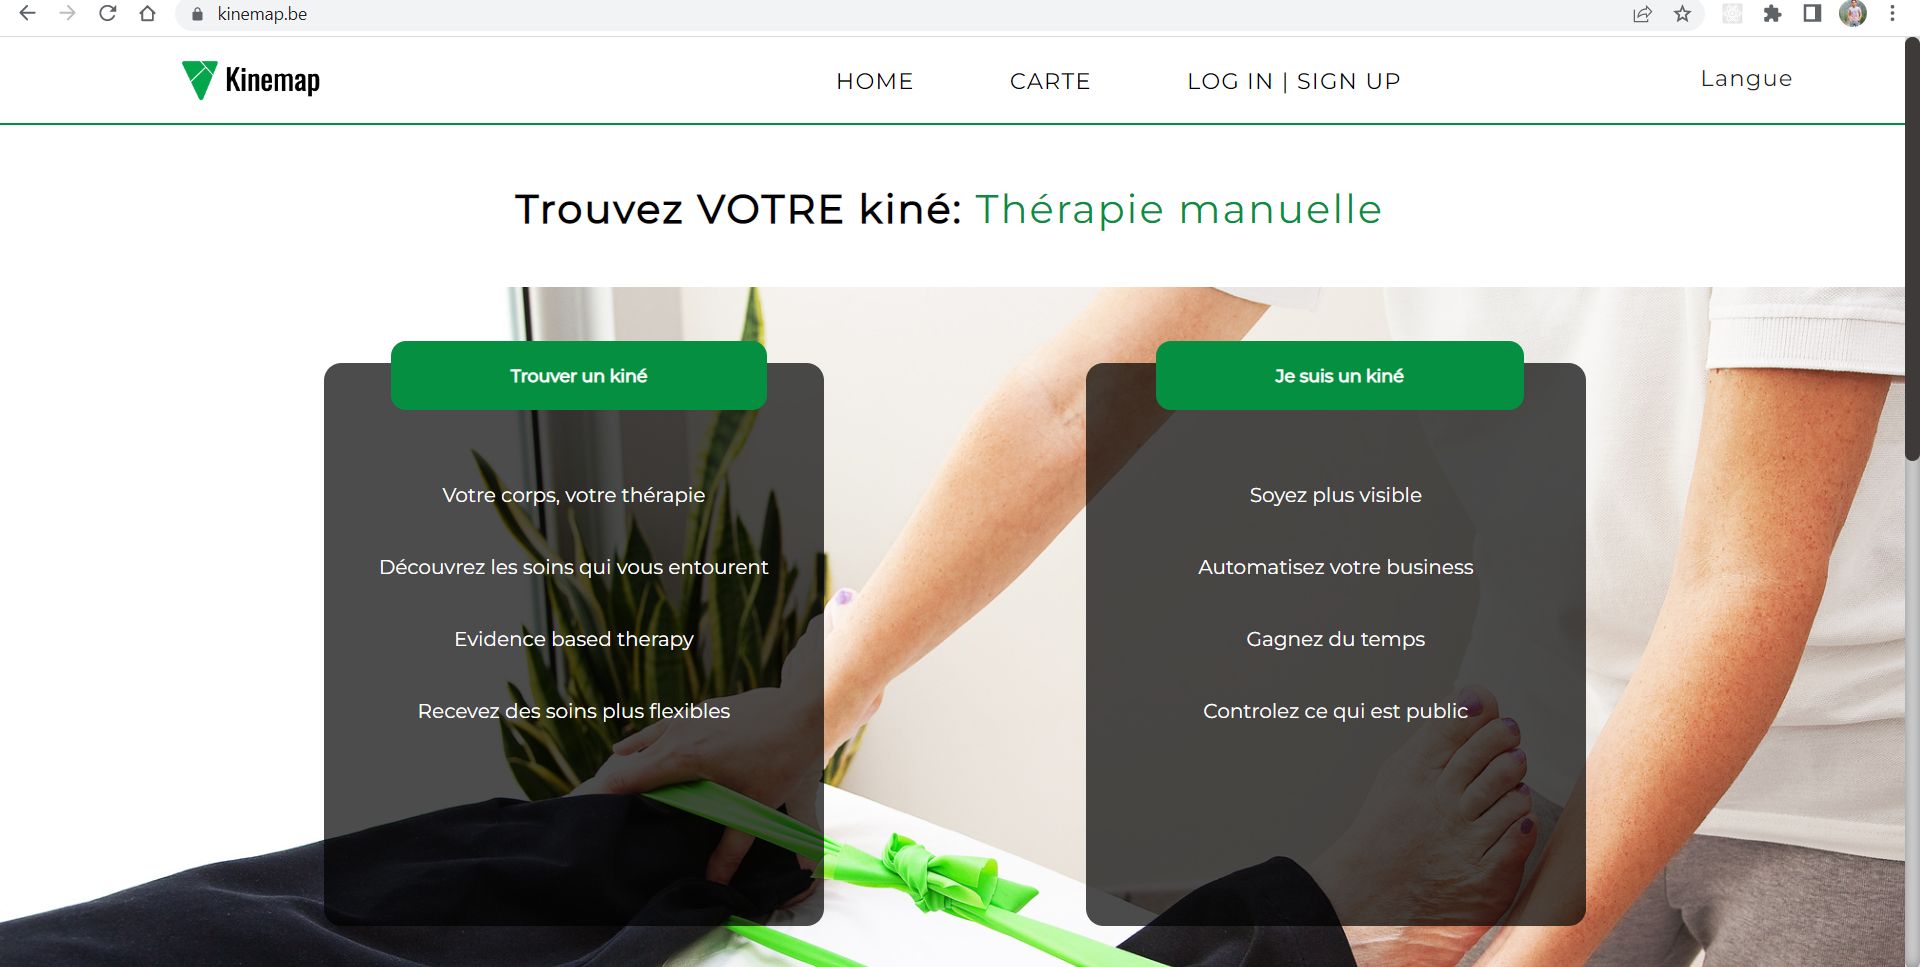 kinemap.be
Kinemap
HOME
CARTE
LOG IN | SIGN UP
Langue
Trouvez VOTRE kiné: Thérapie manuelle
Trouver un kiné
Votre corps, votre thérapie
Découvrez les soins qui vous entourent
Evidence based therapy
Recevez des soins plus flexibles
Je suis un kiné
Soyez plus visible
Automatisez votre business
Gagnez du temps
Controlez ce qui est public